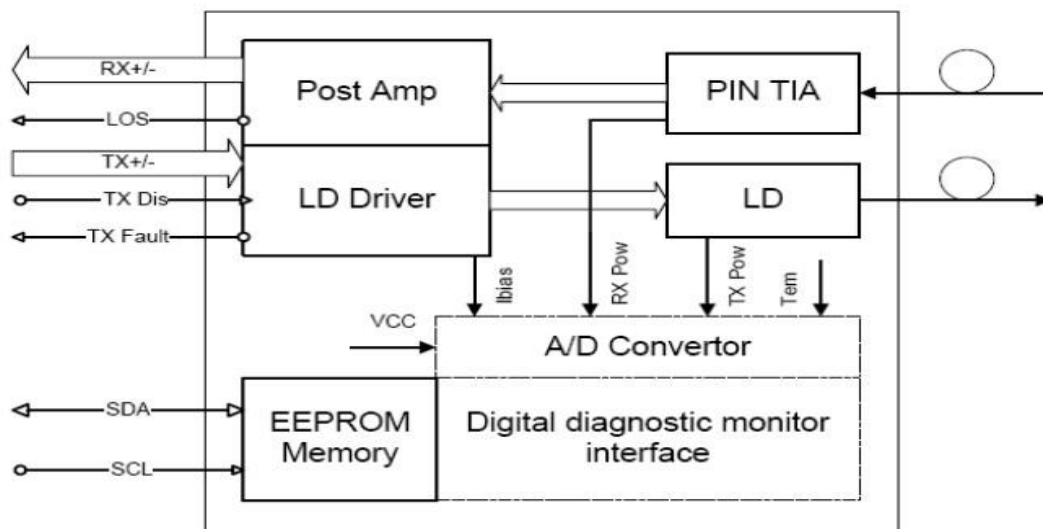 RX+/-
Post Amp
PIN TIA
LOS
TX+/-
TX Dis
LD Driver
LD
TX Fault
Ibias
RX Pow
TX Pow
Tem
VCC
A/D Convertor
SDA
EEPROM
Memory
Digital diagnostic monitor
interface
SCL